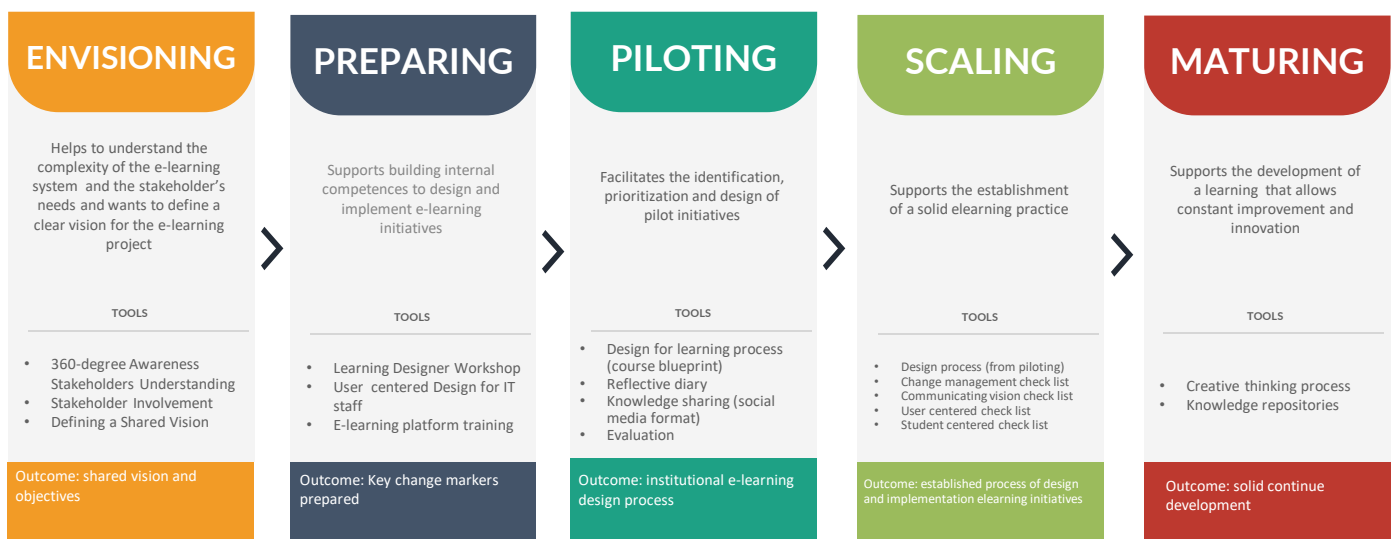 ENVISIONING
Helps to understand the
complexity of the e-learning
system and the stakeholder's
needs and wants to define a
clear vision for the e-learning
project
TOOLS
• 360-degree Awareness
Stakeholders Understanding
• Stakeholder Involvement
• Defining a Shared Vision
Outcome: shared vision and
objectives
PREPARING
Supports building internal
competences to design and
implement e-learning
initiatives
TOOLS
• Learning Designer Workshop
• User centered Design for IT
staff
• E-learning platform training
Outcome: Key change markers
prepared
PILOTING
Facilitates the identification,
prioritization and design of
pilot initiatives
TOOLS
• Design for learning process
(course blueprint)
• Reflective diary
• Knowledge sharing (social
media format)
• Evaluation
Outcome: institutional e-learning
design process
SCALING
Supports the establishment
of a solid elearning practice
TOOLS
• Design process (from piloting)
• Change management check list
• Communicating vision check list
• User centered check list
• Student centered check list
Outcome: established process of design
and implementation elearning initiatives
MATURING
Supports the development of
a learning that allows
constant improvement and
innovation
TOOLS
• Creative thinking process
• Knowledge repositories
Outcome: solid continue
development